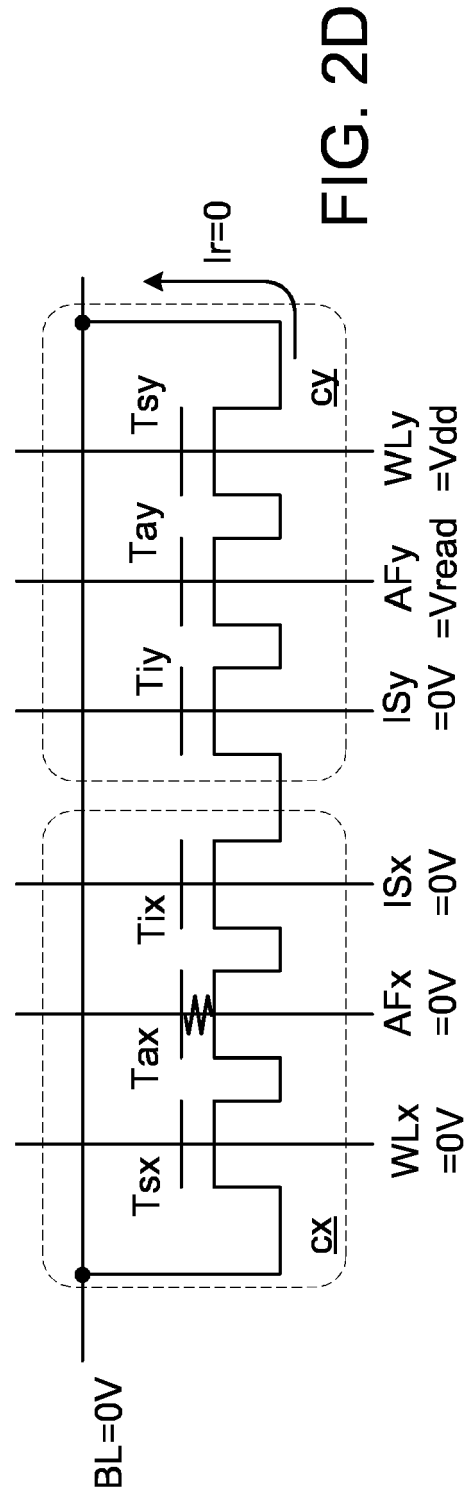 BL=0V
Tsx
Tax
Tix
Tiy
Tay
Tsy
Ir=0
cx
cy
WLx
=0V
AFx
=0V
ISx
=0V
ISy
=0V
AFy
=Vread
WLy
=Vdd
FIG. 2D